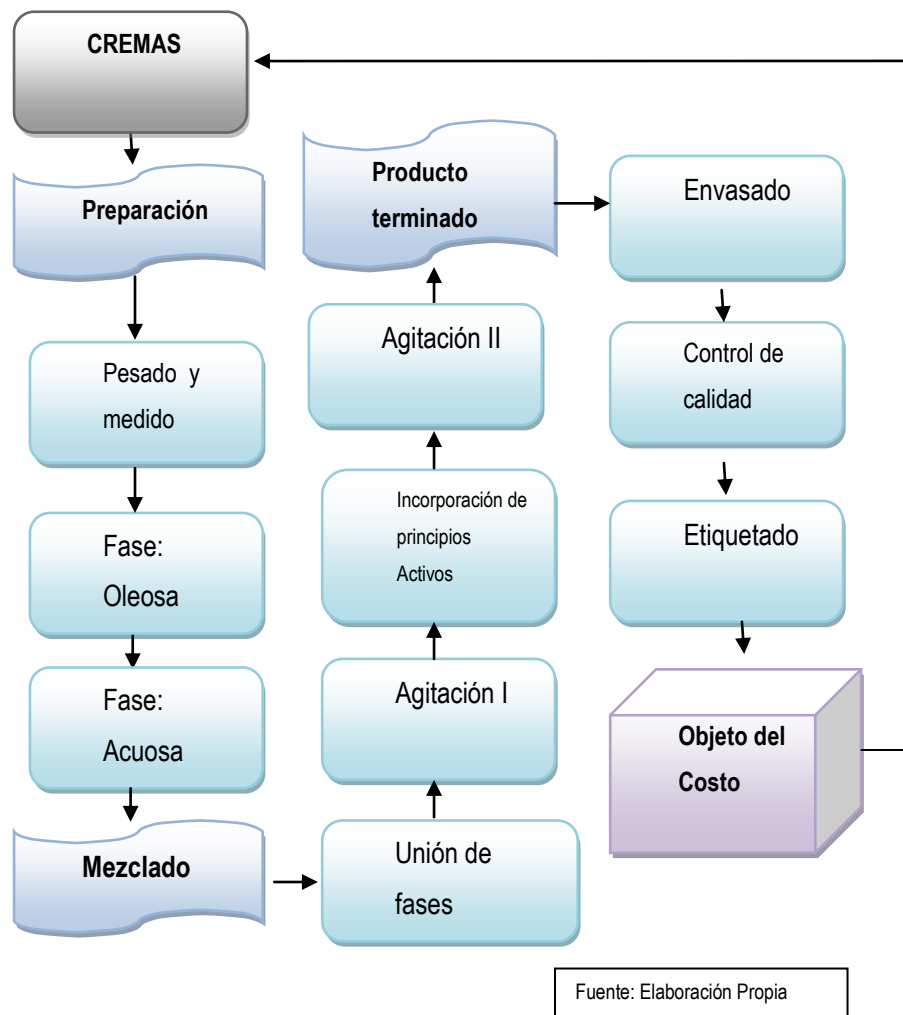 CREMAS
Preparación
Pesado y
medido
Fase:
Oleosa
Fase:
Acuosa
Mezclado
Unión de
fases
Agitación I
Incorporación de
principios
Activos
Agitación II
Producto
terminado
Envasado
Control de
calidad
Etiquetado
Objeto del
Costo
Fuente: Elaboración Propia